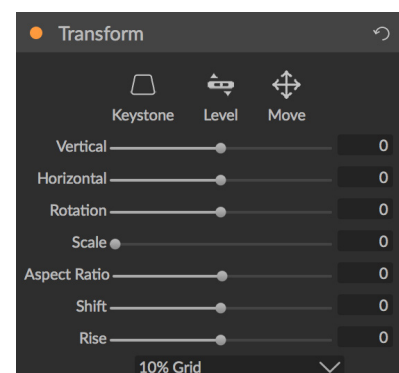 Transform
Keystone Level Move
Vertical 0
Horizontal 0
Rotation 0
Scale 0
Aspect Ratio 0
Shift 0
Rise 0
10% Grid